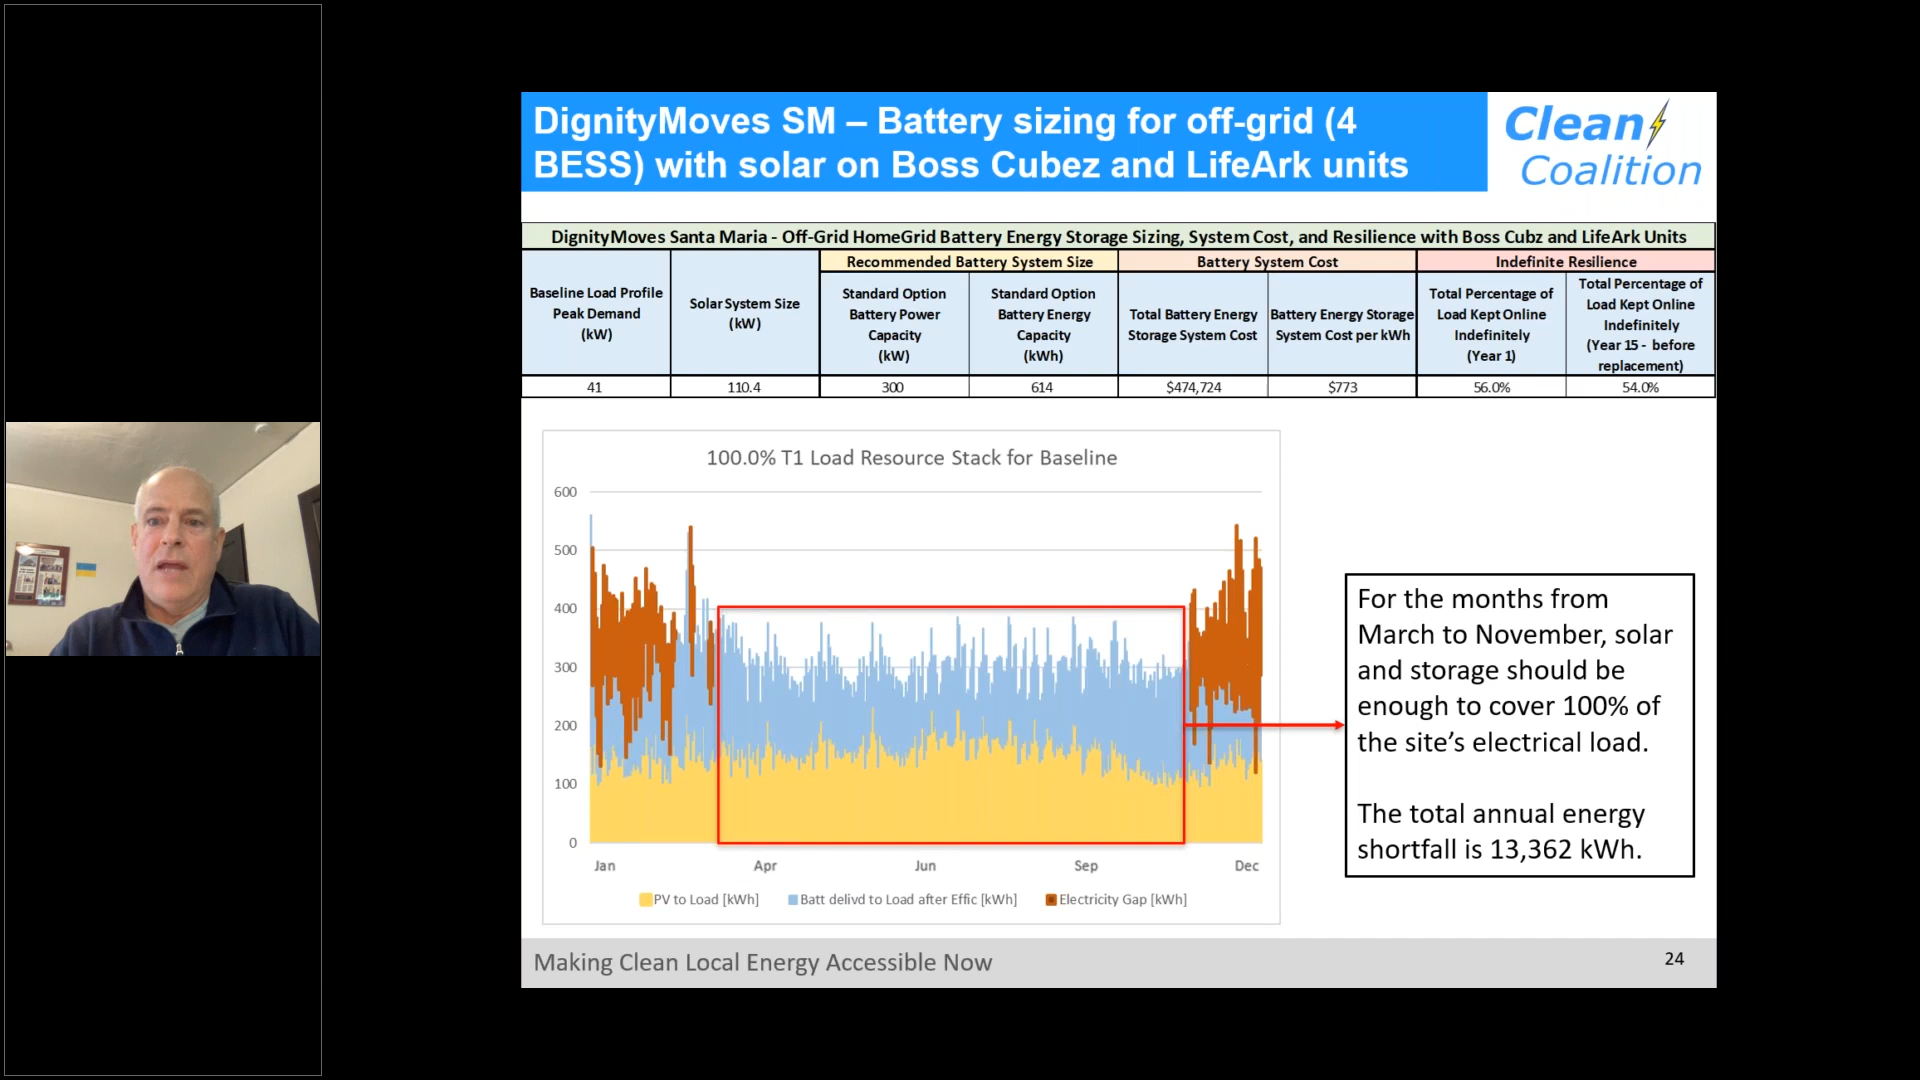 DignityMoves SM – Battery sizing for off-grid (4
BESS) with solar on Boss Cubez and LifeArk units
Clean
Coalition
DignityMoves Santa Maria - Off-Grid HomeGrid Battery Energy Storage Sizing, System Cost, and Resilience with Boss Cubz and LifeArk Units
Recommended Battery System Size
Battery System Cost
Indefinite Resilience
Baseline Load Profile
Peak Demand
(kW)
Solar System Size
(kW)
Standard Option
Battery Power
Capacity
(kW)
Standard Option
Battery Energy
Capacity
(kWh)
Total Battery Energy
Storage System Cost
Battery Energy Storage
System Cost per kWh
Total Percentage of
Load Kept Online
Indefinitely
(Year 1)
Total Percentage of
Load Kept Online
Indefinitely
(Year 15 - before
replacement)
41
110.4
300
614
$474,724
$773
56.0%
54.0%
100.0% T1 Load Resource Stack for Baseline
600
500
400
300
200
100
0
Jan
Apr
Jun
Sep
Dec
PV to Load [kWh]
Batt delivd to Load after Effic [kWh]
Electricity Gap [kWh]
For the months from
March to November, solar
and storage should be
enough to cover 100% of
the site’s electrical load.
The total annual energy
shortfall is 13,362 kWh.
Making Clean Local Energy Accessible Now
24